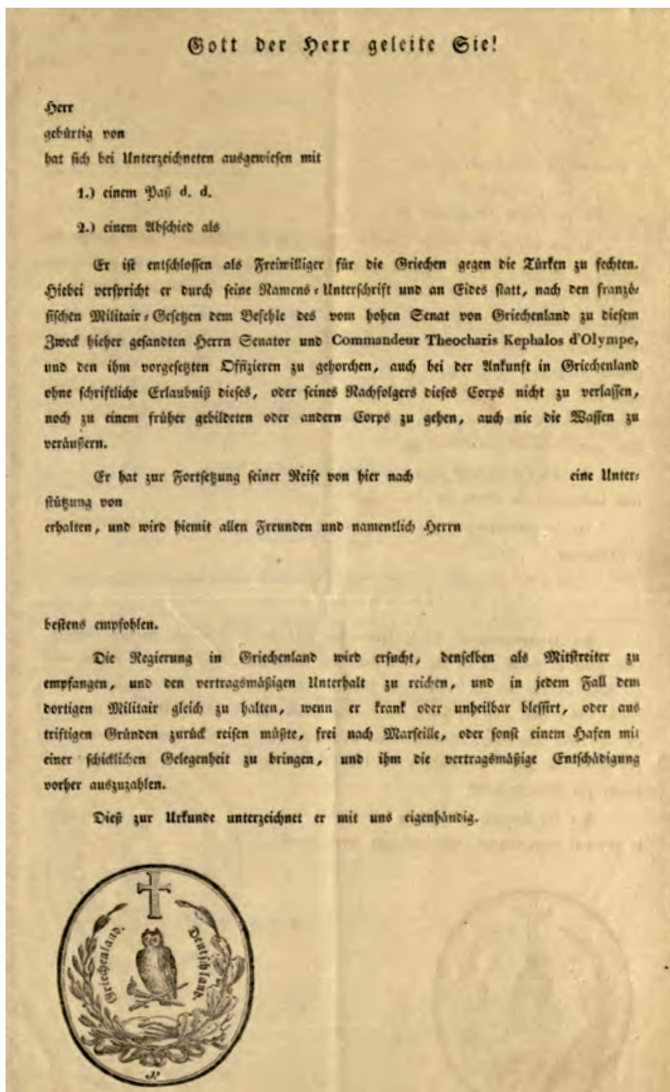 Gott der Herr geleite Sie!
Herr
gebürtig von
hat sich bei Unterzeichneten ausgewiesen mit
1.) einem Paß d. d.
2.) einem Abschied als
Er ist entschlossen als Freiwilliger für die Griechen gegen die Türken zu fechten.
Hiebei verspricht er durch seine Namens-Unterschrift und an Eides statt, nach den franzö-
sischen Militair-Gesetzen dem Befehle des vom hohen Senat von Griechenland zu diesem
Zweck hieher gesandten Herrn Senator und Commandeur Theocharis Kephalos d'Olympe,
und den ihm vorgesetzten Offizieren zu gehorchen, auch bei der Ankunft in Griechenland
ohne schriftliche Erlaubniß dieses, oder seines Nachfolgers dieses Corps nicht zu verlassen,
noch zu einem früher gebildeten oder andern Corps zu gehen, auch nie die Waffen zu
veräußern.
Er hat zur Fortsetzung seiner Reise von hier nach eine Unter-
stützung von
erhalten, und wird hiemit allen Freunden und namentlich Herrn
bestens empfohlen.
Die Regierung in Griechenland wird ersucht, denselben als Mitstreiter zu
empfangen, und den vertragsmäßigen Unterhalt zu reichen, und in jedem Fall dem
dortigen Militair gleich zu halten, wenn er krank oder unheilbar blessirt, oder aus
triftigen Gründen zurück reisen müßte, frei nach Marseille, oder sonst einem Hafen mit
einer schicklichen Gelegenheit zu bringen, und ihm die vertragsmäßige Entschädigung
vorher auszuzahlen.
Dieß zur Urkunde unterzeichnet er mit uns eigenhändig.
Griechenland. Deutschland.